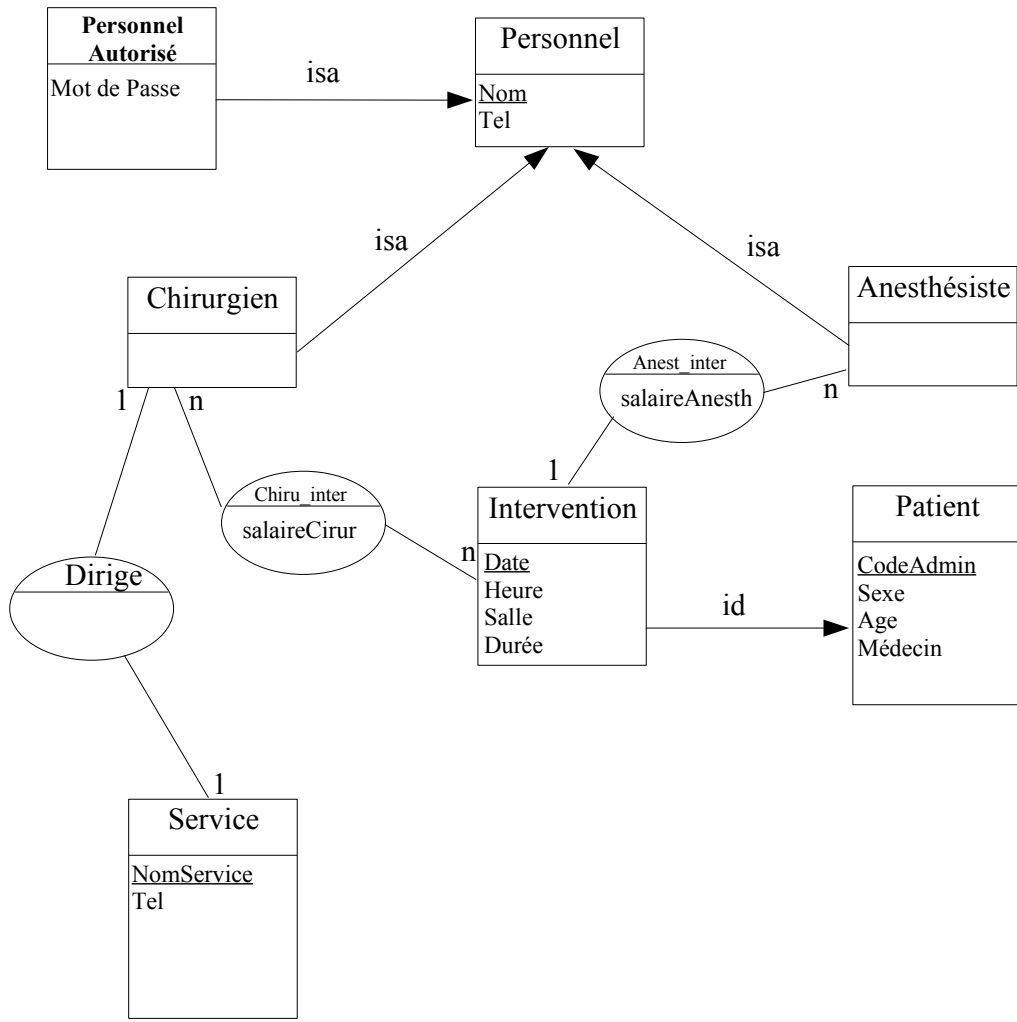 Personnel
Autorisé
Mot de Passe
isa
Personnel
Nom
Tel
isa
isa
Chirurgien
Anesthésiste
1
n
Anest_inter
salaireAnesth
n
1
Chiru_inter
salaireCirur
n
Intervention
Date
Heure
Salle
Durée
id
Patient
CodeAdmin
Sexe
Age
Médecin
Dirige
1
Service
NomService
Tel